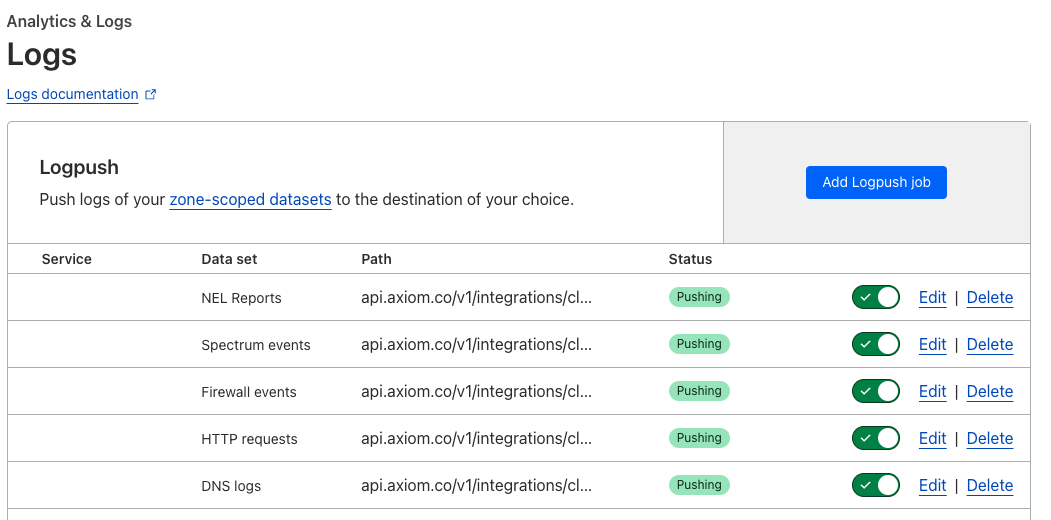 Analytics & Logs
Logs
Logs documentation
Logpush
Push logs of your zone-scoped datasets to the destination of your choice.
Add Logpush job
Service Data set Path Status
NEL Reports api.axiom.co/v1/integrations/cl... Pushing Edit | Delete
Spectrum events api.axiom.co/v1/integrations/cl... Pushing Edit | Delete
Firewall events api.axiom.co/v1/integrations/cl... Pushing Edit | Delete
HTTP requests api.axiom.co/v1/integrations/cl... Pushing Edit | Delete
DNS logs api.axiom.co/v1/integrations/cl... Pushing Edit | Delete